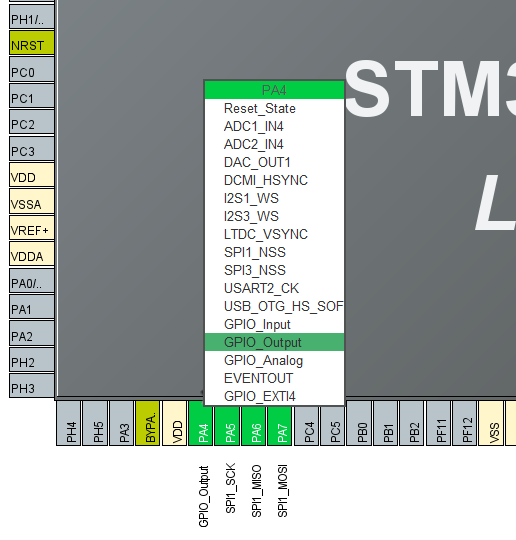 PH1/..
NRST
PC0
PC1
PC2
PC3
VDD
VSSA
VREF+
VDDA
PA0/..
PA1
PA2
PH2
PH3
STM3
L
PA4
Reset_State
ADC1_IN4
ADC2_IN4
DAC_OUT1
DCMI_HSYNC
I2S1_WS
I2S3_WS
LTDC_VSYNC
SPI1_NSS
SPI3_NSS
USART2_CK
USB_OTG_HS_SOF
GPIO_Input
GPIO_Output
GPIO_Analog
EVENTOUT
GPIO_EXTI4
PH4
PH5
PA3
BYPA..
VDD
PA4
PA5
PA6
PA7
PC4
PC5
PB0
PB1
PB2
PF11
PF12
VSS
GPIO_Output
SPI1_SCK
SPI1_MISO
SPI1_MOSI